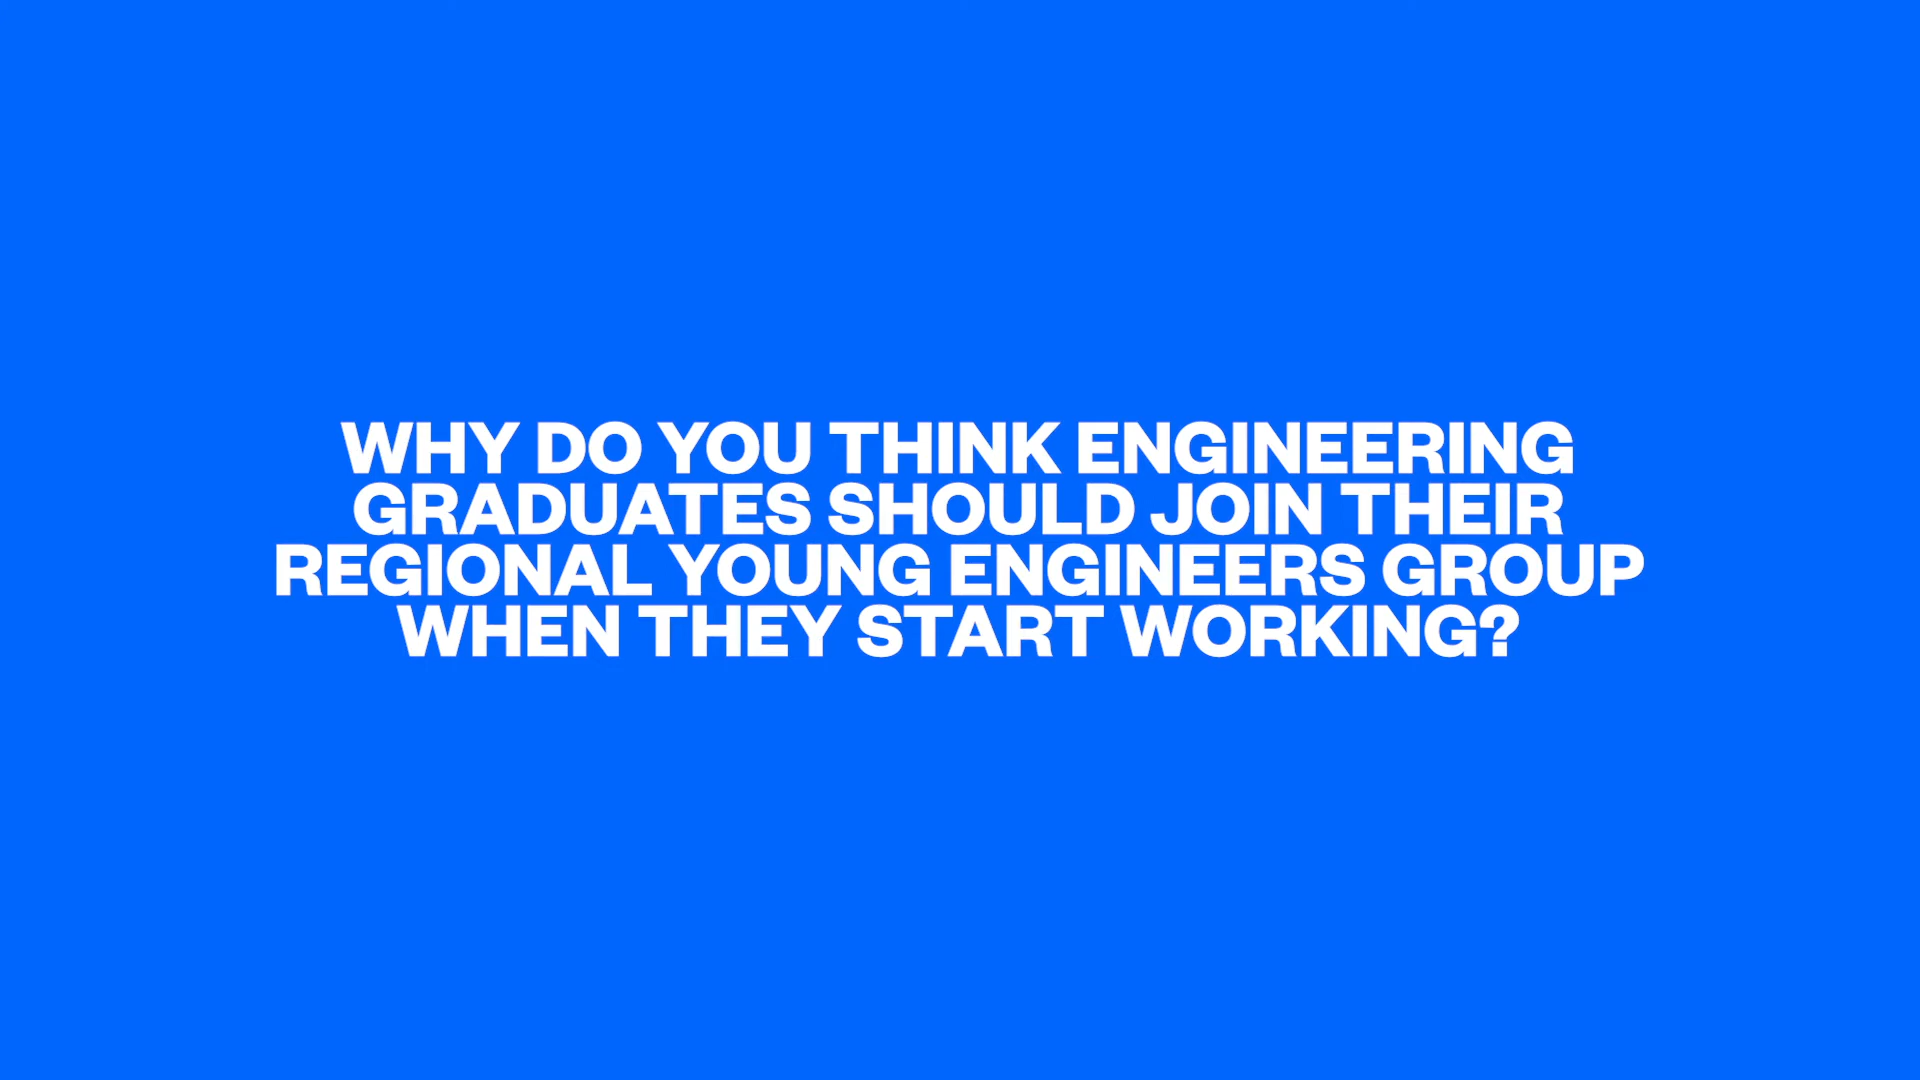 WHY DO YOU THINK ENGINEERING
GRADUATES SHOULD JOIN THEIR
REGIONAL YOUNG ENGINEERS GROUP
WHEN THEY START WORKING?